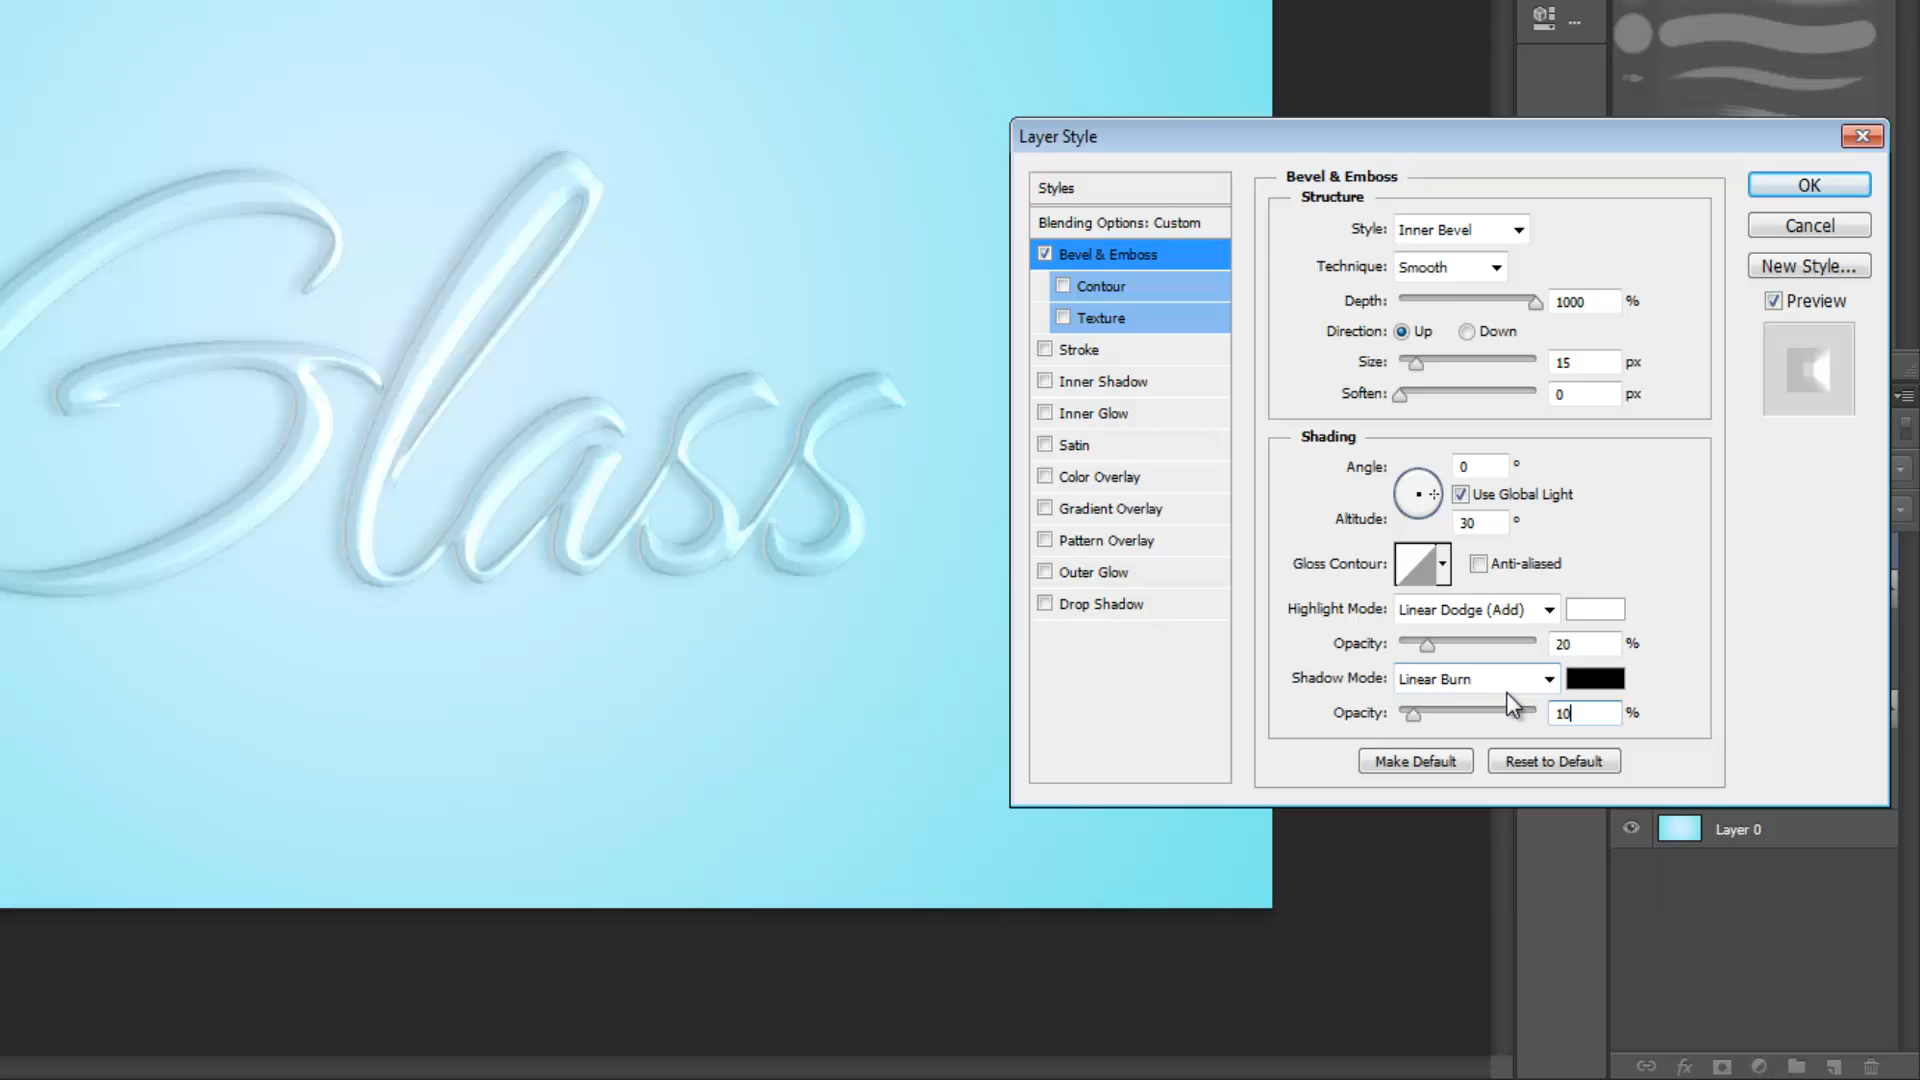 Glass
Layer Style
Styles
Blending Options: Custom
Bevel & Emboss
Contour
Texture
Stroke
Inner Shadow
Inner Glow
Satin
Color Overlay
Gradient Overlay
Pattern Overlay
Outer Glow
Drop Shadow
Bevel & Emboss
Structure
Style: Inner Bevel
Technique: Smooth
Depth: 1000 %
Direction: Up Down
Size: 15 px
Soften: 0 px
Shading
Angle: 0 °
Use Global Light
Altitude: 30 °
Gloss Contour: Anti-aliased
Highlight Mode: Linear Dodge (Add)
Opacity: 20 %
Shadow Mode: Linear Burn
Opacity: 10 %
Make Default Reset to Default
OK
Cancel
New Style...
Preview
Layer 0
fx